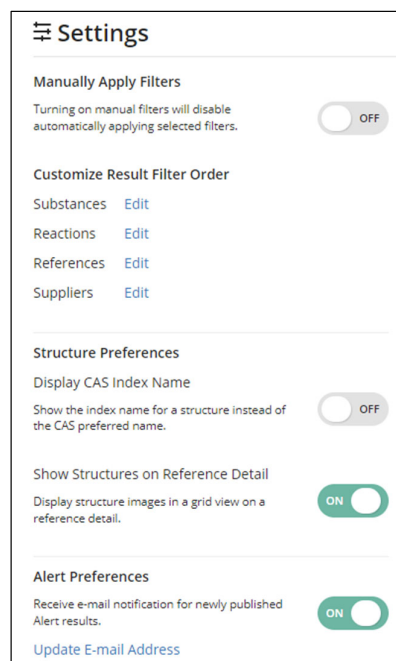 Settings
Manually Apply Filters
Turning on manual filters will disable
automatically applying selected filters.
OFF
Customize Result Filter Order
Substances Edit
Reactions Edit
References Edit
Suppliers Edit
Structure Preferences
Display CAS Index Name
Show the index name for a structure instead of
the CAS preferred name.
OFF
Show Structures on Reference Detail
Display structure images in a grid view on a
reference detail.
ON
Alert Preferences
Receive e-mail notification for newly published
Alert results.
ON
Update E-mail Address